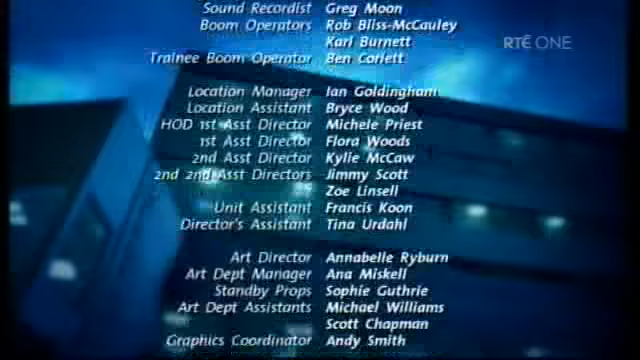 Sound Recordist Greg Moon
Boom Operators Rob Bliss-McCauley
Karl Burnett
RTÉ ONE
Trainee Boom Operator Ben Corlett
Location Manager Ian Goldingham
Location Assistant Bryce Wood
HOD 1st Asst Director Michele Priest
1st Asst Director Flora Woods
2nd Asst Director Kylie McCaw
2nd 2nd Asst Directors Jimmy Scott
Zoe Linsell
Unit Assistant Francis Koon
Director's Assistant Tina Urdahl
Art Director Annabelle Ryburn
Art Dept Manager Ana Miskell
Standby Props Sophie Guthrie
Art Dept Assistants Michael Williams
Scott Chapman
Graphics Coordinator Andy Smith